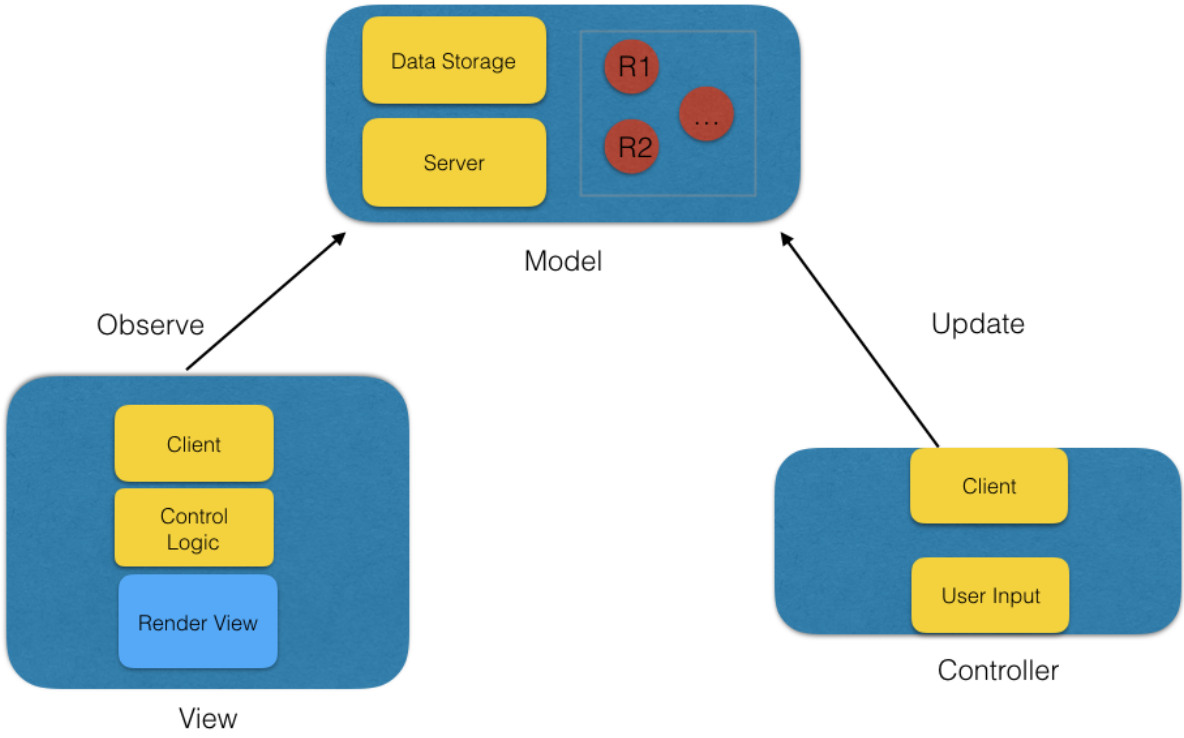 Data Storage
R1
...
Server
R2
Model
Observe
Update
Client
Control
Logic
Render View
View
Client
User Input
Controller